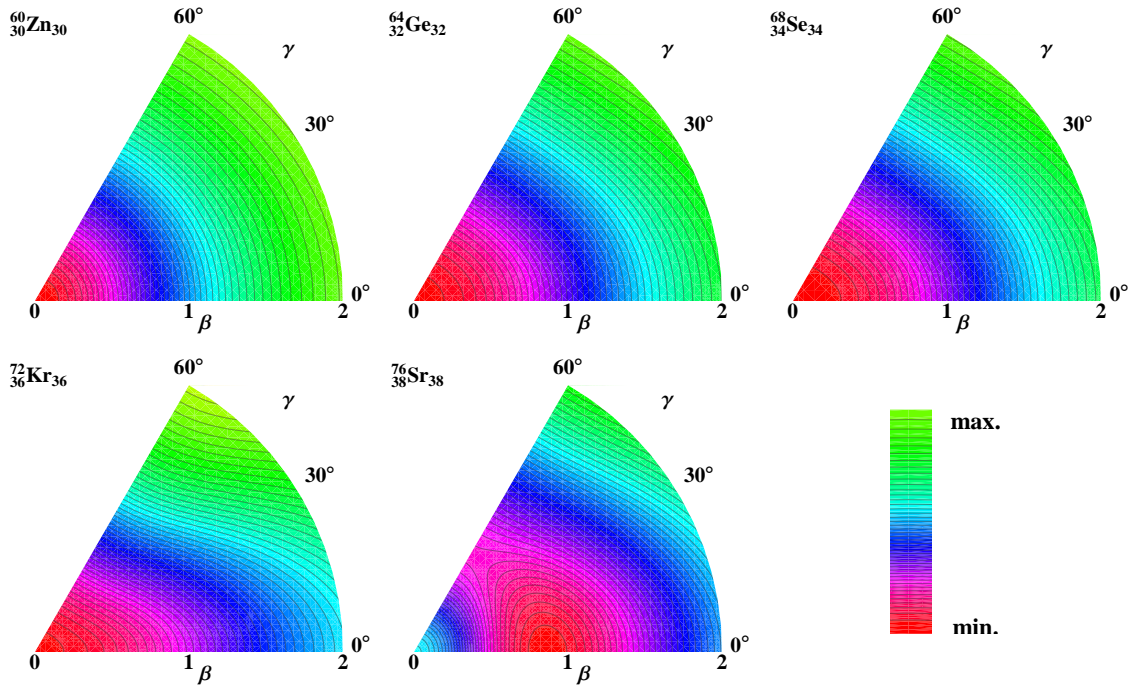 ⁶⁰₃₀Zn₃₀ 60° γ 30° 0° 0 1 β 2
⁶⁴₃₂Ge₃₂ 60° γ 30° 0° 0 1 β 2
⁶⁸₃₄Se₃₄ 60° γ 30° 0° 0 1 β 2
⁷²₃₆Kr₃₆ 60° γ 30° 0° 0 1 β 2
⁷⁶₃₈Sr₃₈ 60° γ 30° 0° 0 1 β 2
max.
min.